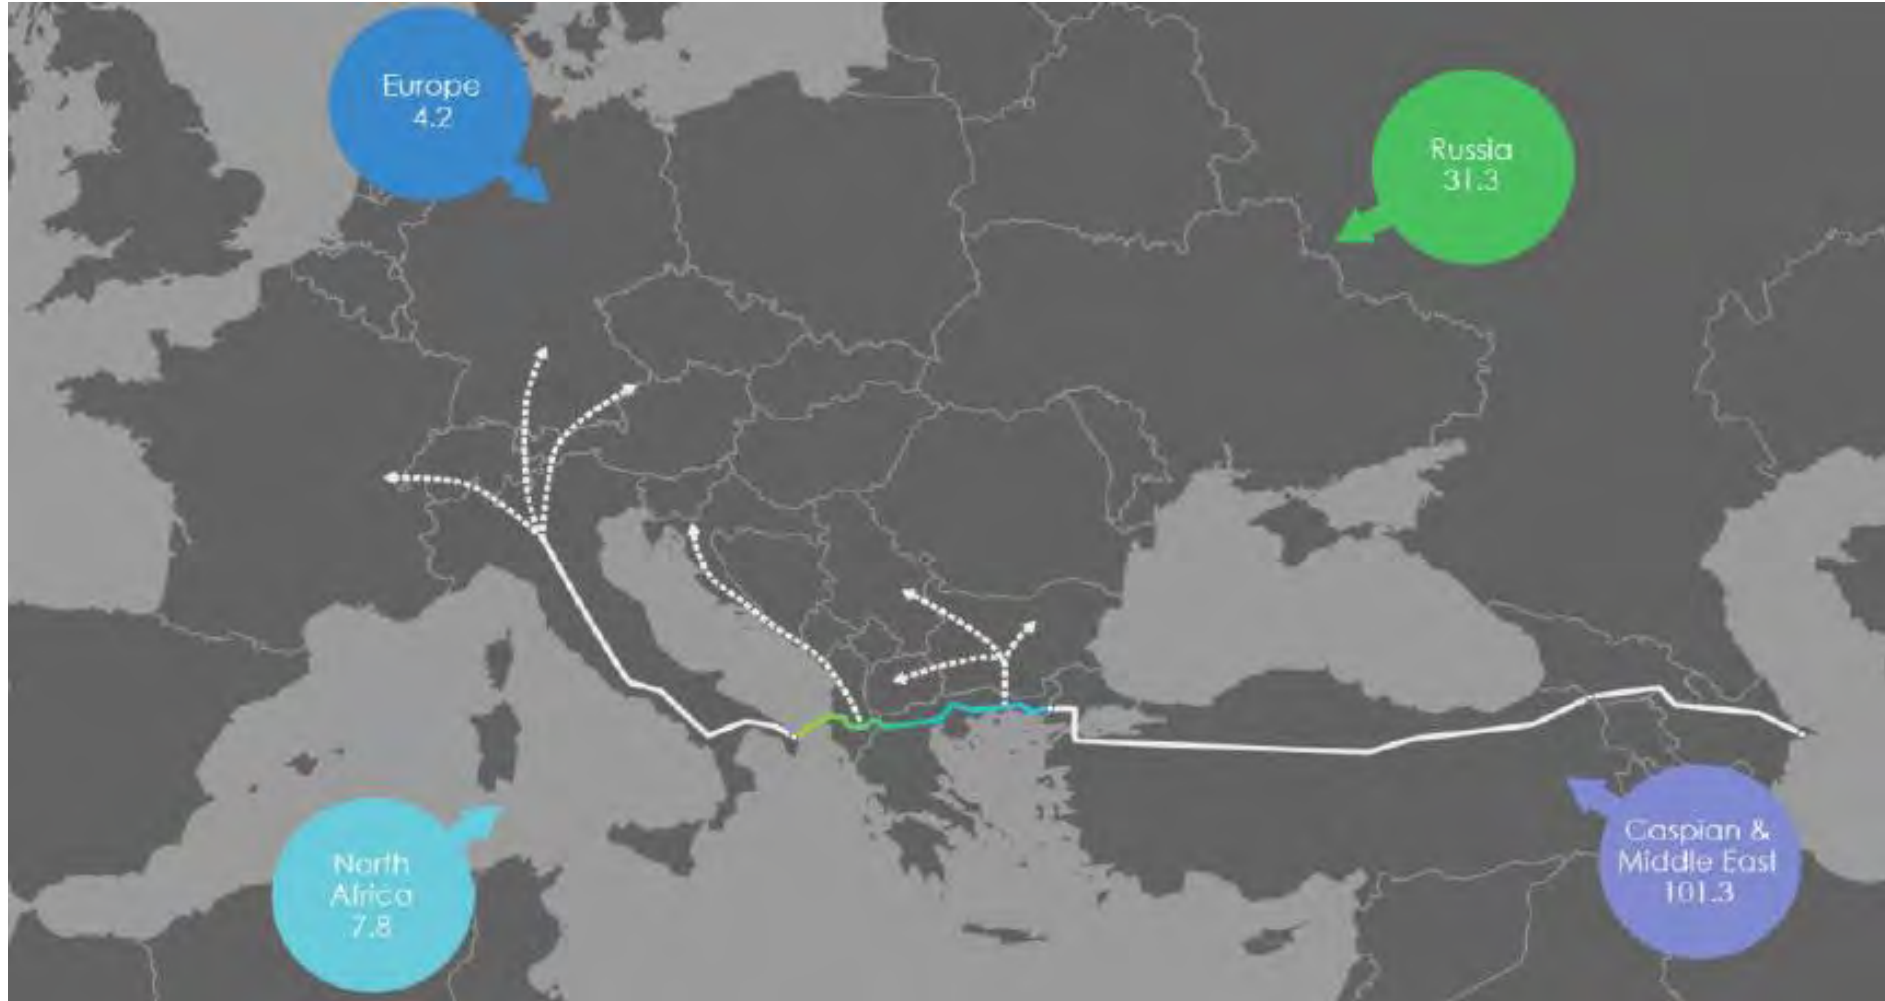 Europe
4.2
Russia
31.3
North
Africa
7.8
Caspian &
Middle East
101.3